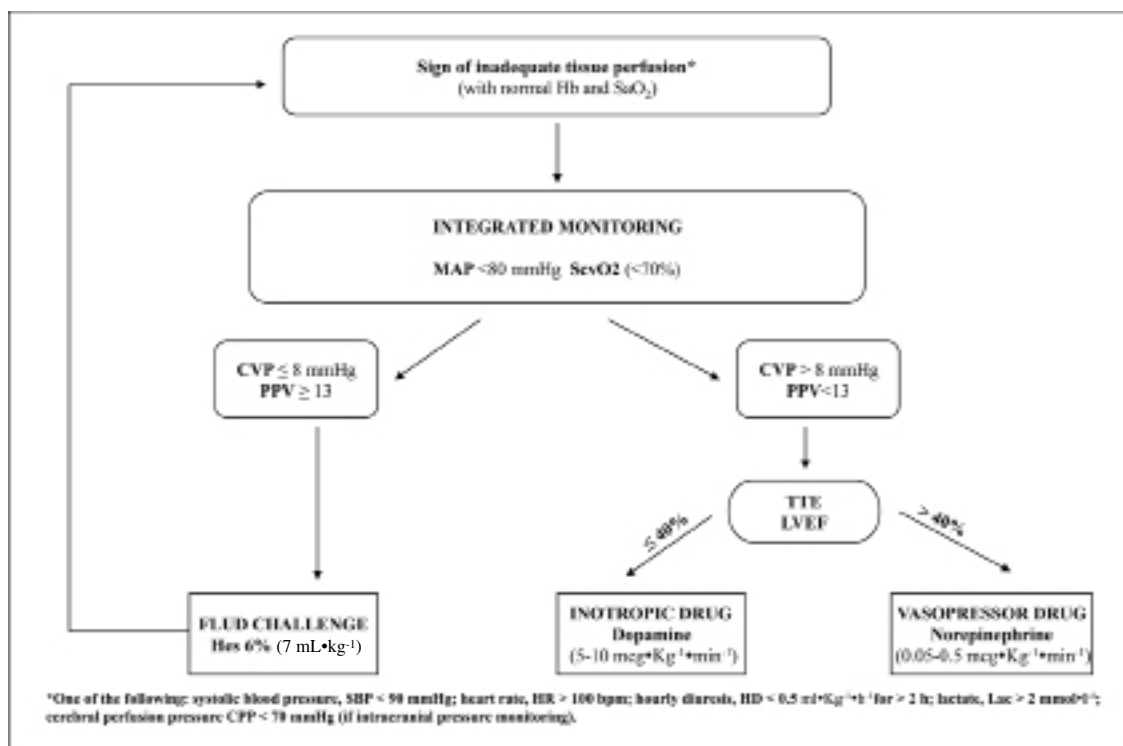 Sign of inadequate tissue perfusion*
(with normal Hb and SaO₂)
INTEGRATED MONITORING
MAP <80 mmHg ScvO2 (<70%)
CVP ≤ 8 mmHg
PPV ≥ 13
CVP > 8 mmHg
PPV<13
TTE
LVEF
≤ 40%
> 40%
FLUD CHALLENGE
Hes 6% (7 mL•kg⁻¹)
INOTROPIC DRUG
Dopamine
(5-10 mcg•Kg⁻¹•min⁻¹)
VASOPRESSOR DRUG
Norepinephrine
(0.05-0.5 mcg•Kg⁻¹•min⁻¹)
*One of the following: systolic blood pressure, SBP < 90 mmHg; heart rate, HR > 100 bpm; hourly diuresis, HD < 0.5 ml•Kg⁻¹•h⁻¹for > 2 h; lactate, Lac > 2 mmol•l⁻¹;
cerebral perfusion pressure CPP < 70 mmHg (if intracranial pressure monitoring).